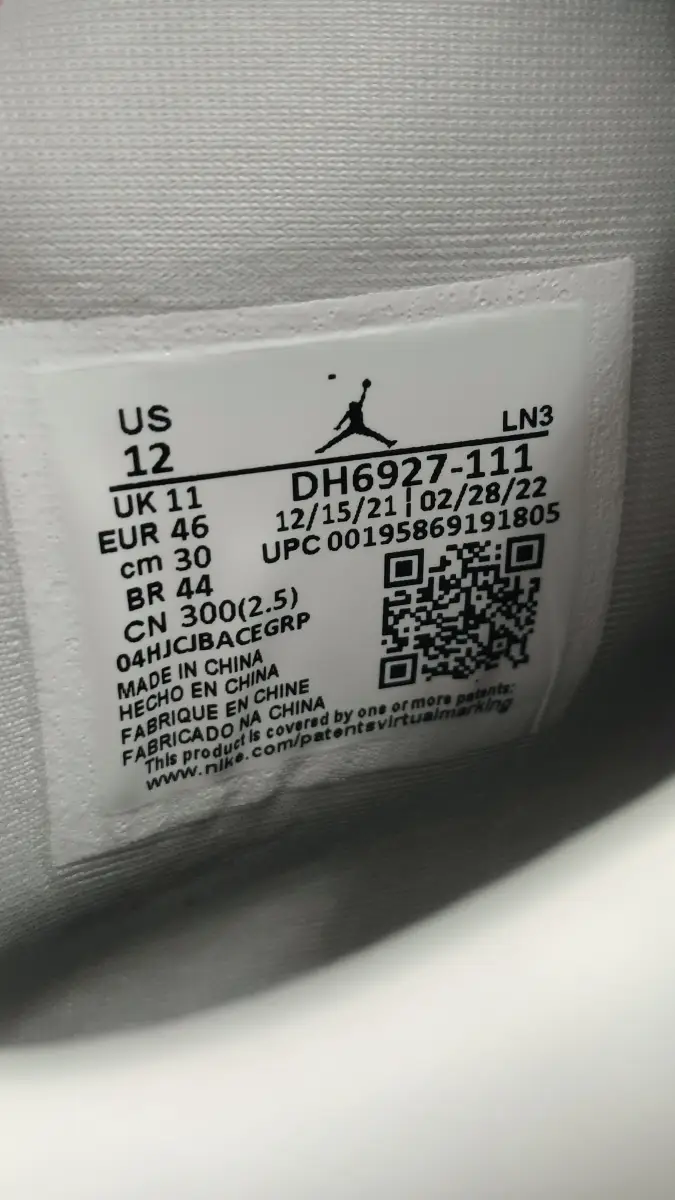 US
12
LN3
UK 11
DH6927-111
EUR 46
12/15/21 | 02/28/22
cm 30
UPC 00195869191805
BR 44
CN 300(2.5)
04HJCJBACEGRP
MADE IN CHINA
HECHO EN CHINA
FABRIQUE EN CHINE
FABRICADO NA CHINA
This product is covered by one or more patents:
www.nike.com/patentsvirtualmarking